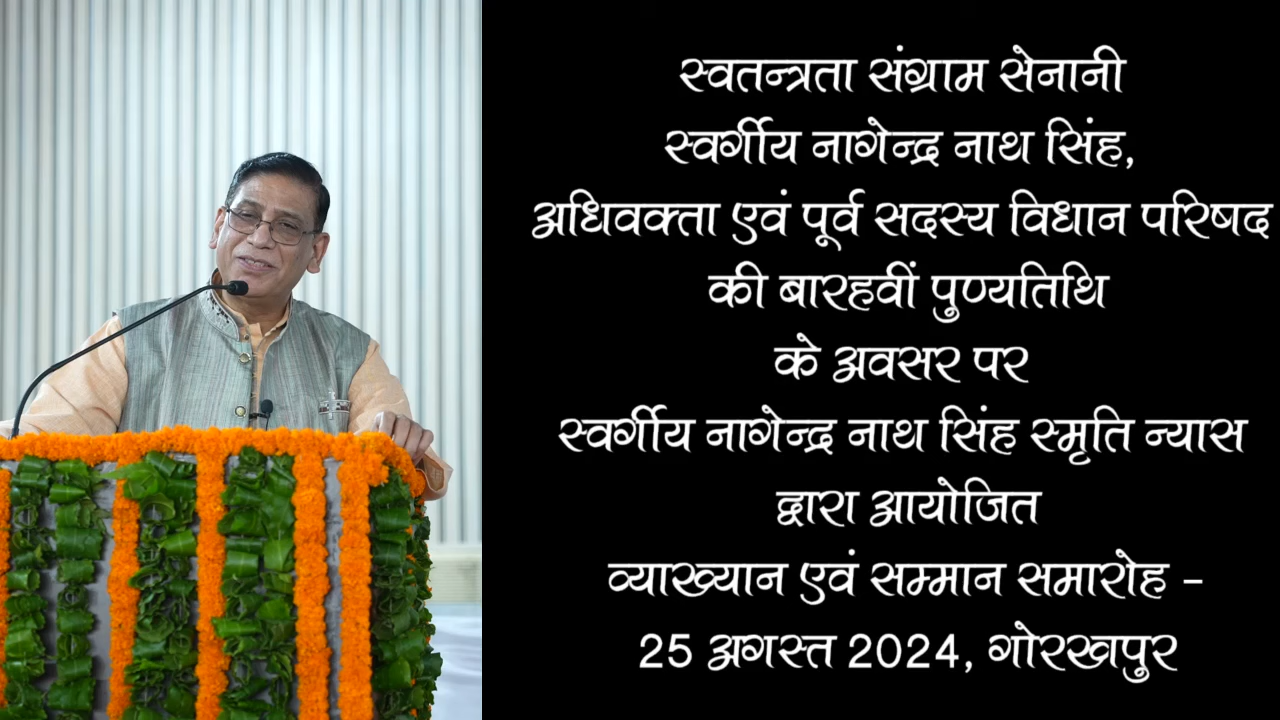 स्वतन्त्रता संग्राम सेनानी
स्वर्गीय नागेन्द्र नाथ सिंह,
अधिवक्ता एवं पूर्व सदस्य विधान परिषद
की बारहवीं पुण्यतिथि
के अवसर पर
स्वर्गीय नागेन्द्र नाथ सिंह स्मृति न्यास
द्वारा आयोजित
व्याख्यान एवं सम्मान समारोह -
25 अगस्त 2024, गोरखपुर